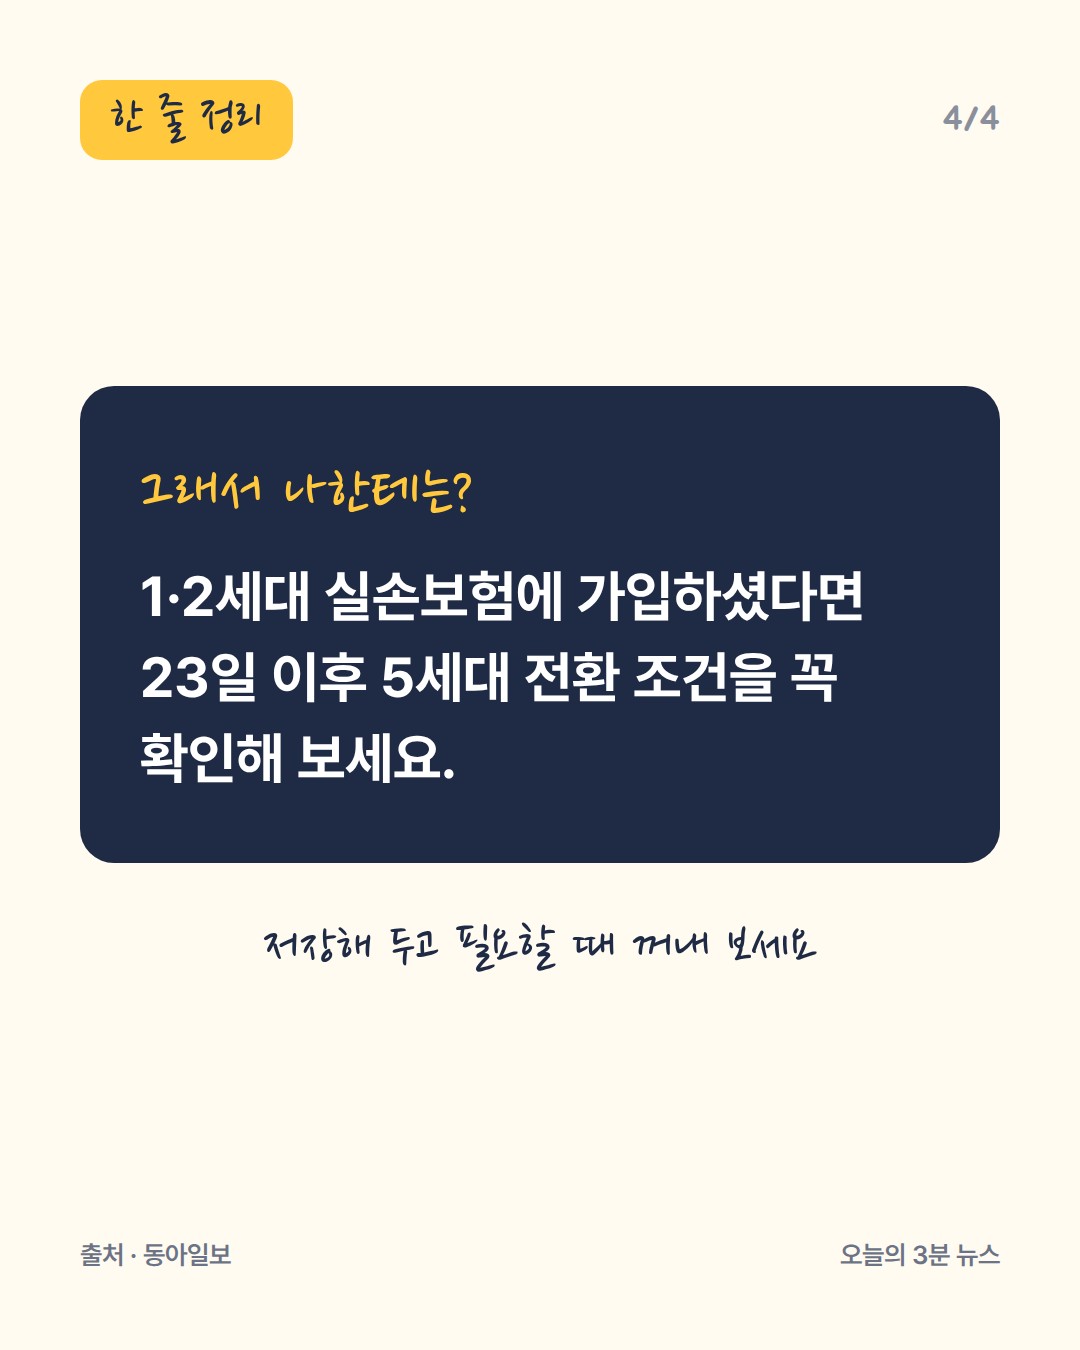 한 줄 정리
4/4
그래서 나한테는?
1·2세대 실손보험에 가입하셨다면
23일 이후 5세대 전환 조건을 꼭
확인해 보세요.
저장해 두고 필요할 때 꺼내 보세요
출처 · 동아일보
오늘의 3분 뉴스